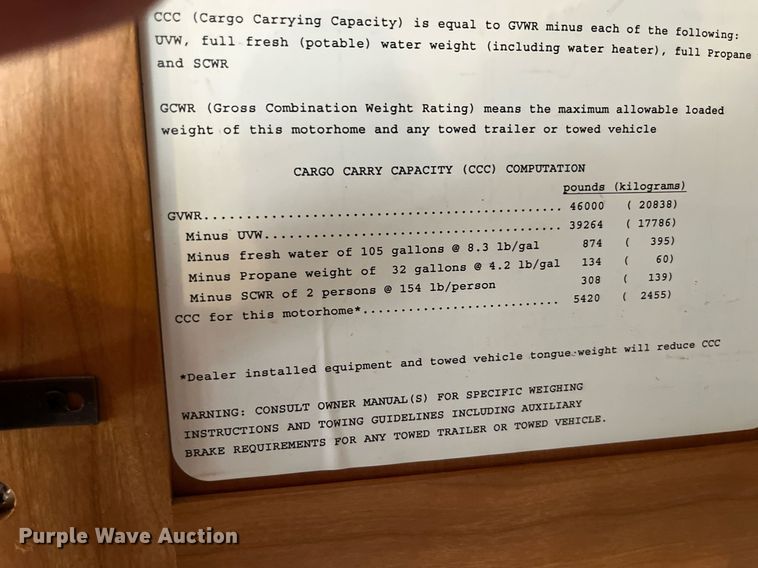 CCC (Cargo Carrying Capacity) is equal to GVWR minus each of the following:
UVW, full fresh (potable) water weight (including water heater), full Propane
and SCWR
GCWR (Gross Combination Weight Rating) means the maximum allowable loaded
weight of this motorhome and any towed trailer or towed vehicle
CARGO CARRY CAPACITY (CCC) COMPUTATION
pounds (kilograms)
GVWR............................................. 46000 ( 20838)
Minus UVW..................................... 39264 ( 17786)
Minus fresh water of 105 gallons @ 8.3 lb/gal 874 ( 395)
Minus Propane weight of 32 gallons @ 4.2 lb/gal 134 ( 60)
Minus SCWR of 2 persons @ 154 lb/person 308 ( 139)
CCC for this motorhome*......................... 5420 ( 2455)
*Dealer installed equipment and towed vehicle tongue weight will reduce CCC
WARNING: CONSULT OWNER MANUAL(S) FOR SPECIFIC WEIGHING
INSTRUCTIONS AND TOWING GUIDELINES INCLUDING AUXILIARY
BRAKE REQUIREMENTS FOR ANY TOWED TRAILER OR TOWED VEHICLE.
Purple Wave Auction